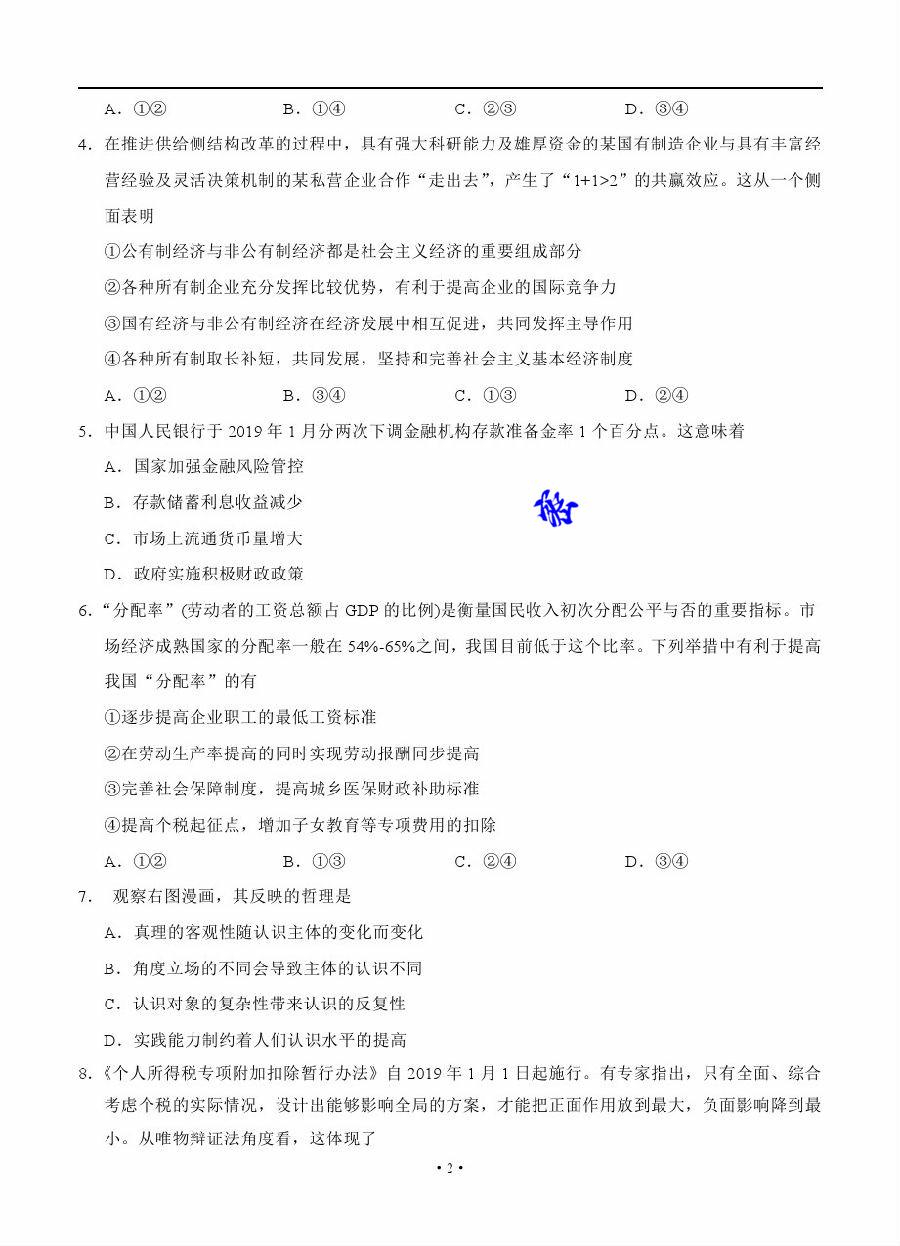 A．①② B．①④ C．②③ D．③④
4．在推进供给侧结构改革的过程中，具有强大科研能力及雄厚资金的某国有制造企业与具有丰富经
营经验及灵活决策机制的某私营企业合作“走出去”，产生了“1+1>2”的共赢效应。这从一个侧
面表明
①公有制经济与非公有制经济都是社会主义经济的重要组成部分
②各种所有制企业充分发挥比较优势，有利于提高企业的国际竞争力
③国有经济与非公有制经济在经济发展中相互促进，共同发挥主导作用
④各种所有制取长补短，共同发展，坚持和完善社会主义基本经济制度
A．①② B．③④ C．①③ D．②④
5．中国人民银行于 2019 年 1 月分两次下调金融机构存款准备金率 1 个百分点。这意味着
A．国家加强金融风险管控
B．存款储蓄利息收益减少
C．市场上流通货币量增大
D．政府实施积极财政政策
6．“分配率”(劳动者的工资总额占 GDP 的比例)是衡量国民收入初次分配公平与否的重要指标。市
场经济成熟国家的分配率一般在 54%-65%之间，我国目前低于这个比率。下列举措中有利于提高
我国“分配率”的有
①逐步提高企业职工的最低工资标准
②在劳动生产率提高的同时实现劳动报酬同步提高
③完善社会保障制度，提高城乡医保财政补助标准
④提高个税起征点，增加子女教育等专项费用的扣除
A．①② B．①③ C．②④ D．③④
7． 观察右图漫画，其反映的哲理是
A．真理的客观性随认识主体的变化而变化
B．角度立场的不同会导致主体的认识不同
C．认识对象的复杂性带来认识的反复性
D．实践能力制约着人们认识水平的提高
8．《个人所得税专项附加扣除暂行办法》自 2019 年 1 月 1 日起施行。有专家指出，只有全面、综合
考虑个税的实际情况，设计出能够影响全局的方案，才能把正面作用放到最大，负面影响降到最
小。从唯物辩证法角度看，这体现了
• 2 •